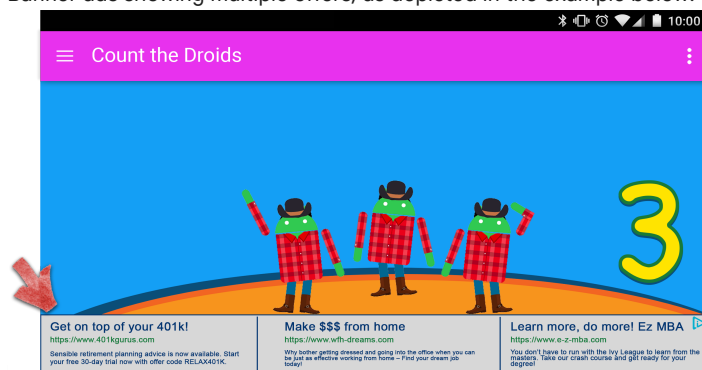 Banner ads showing multiple offers, as depicted in the example below.
10:00
Count the Droids
3
Get on top of your 401k!
https://www.401kgurus.com
Sensible retirement planning advice is now available. Start
your free 30-day trial now with offer code RELAX401K.
Make $$$ from home
https://www.wfh-dreams.com
Why bother getting dressed and going into the office when you can
be just as effective working from home – Find your dream job
today!
Learn more, do more! Ez MBA
https://www.e-z-mba.com
You don't have to run with the Ivy League to learn from the
masters. Take our crash course and get ready for your
degree!